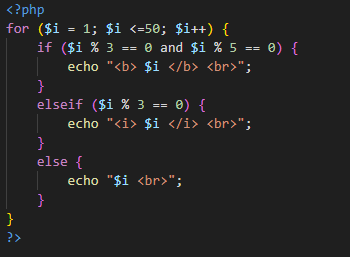 <?php
for ($i = 1; $i <=50; $i++) {
    if ($i % 3 == 0 and $i % 5 == 0) {
        echo "<b> $i </b> <br>";
    }
    elseif ($i % 3 == 0) {
        echo "<i> $i </i> <br>";
    }
    else {
        echo "$i <br>";
    }
}
?>